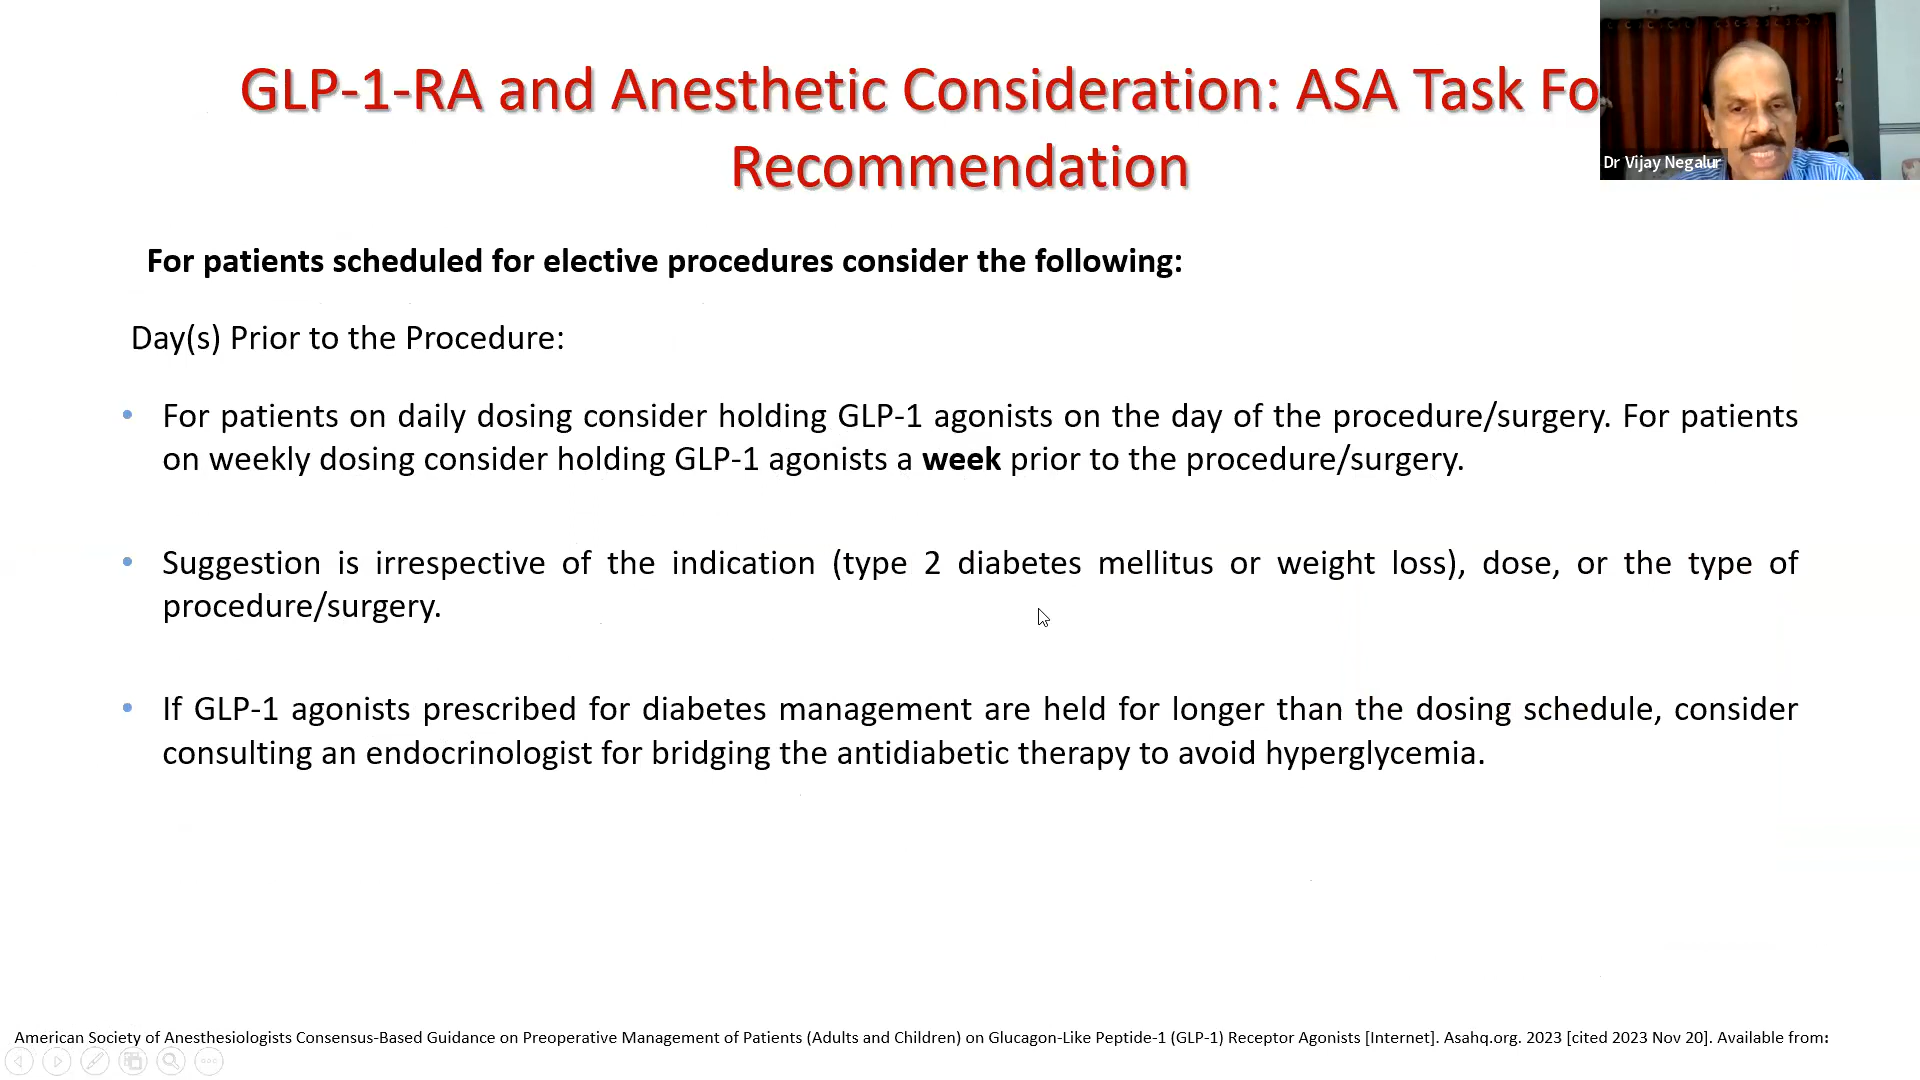 GLP-1-RA and Anesthetic Consideration: ASA Task Fo
Recommendation
Dr Vijay Negalur
For patients scheduled for elective procedures consider the following:
Day(s) Prior to the Procedure:
• For patients on daily dosing consider holding GLP-1 agonists on the day of the procedure/surgery. For patients
on weekly dosing consider holding GLP-1 agonists a week prior to the procedure/surgery.
• Suggestion is irrespective of the indication (type 2 diabetes mellitus or weight loss), dose, or the type of
procedure/surgery.
• If GLP-1 agonists prescribed for diabetes management are held for longer than the dosing schedule, consider
consulting an endocrinologist for bridging the antidiabetic therapy to avoid hyperglycemia.
American Society of Anesthesiologists Consensus-Based Guidance on Preoperative Management of Patients (Adults and Children) on Glucagon-Like Peptide-1 (GLP-1) Receptor Agonists [Internet]. Asahq.org. 2023 [cited 2023 Nov 20]. Available from: